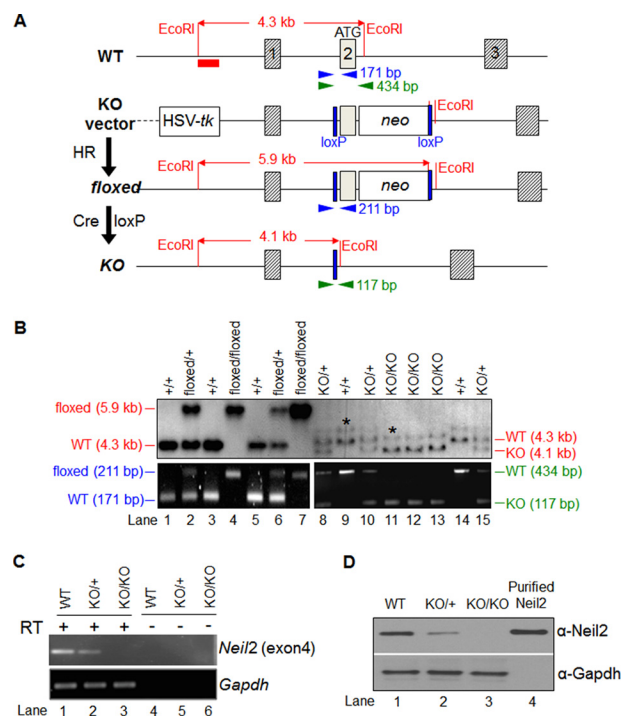 A
4.3 kb
EcoRI EcoRI
ATG
WT 1 2 3
171 bp
434 bp
KO vector HSV-tk neo EcoRI
loxP loxP
HR
5.9 kb
EcoRI EcoRI
floxed neo
211 bp
Cre loxP
4.1 kb
EcoRI EcoRI
KO
117 bp
B
+/+ floxed/+ +/+ floxed/floxed +/+ floxed/+ floxed/floxed KO/+ +/+ KO/+ KO/KO KO/KO KO/KO +/+ KO/+
floxed (5.9 kb)
* *
WT (4.3 kb) WT (4.3 kb)
KO (4.1 kb)
floxed (211 bp) WT (434 bp)
WT (171 bp) KO (117 bp)
Lane 1 2 3 4 5 6 7 8 9 10 11 12 13 14 15
C
WT KO/+ KO/KO WT KO/+ KO/KO
RT + + + - - -
Neil2 (exon4)
Gapdh
Lane 1 2 3 4 5 6
D
WT KO/+ KO/KO Purified Neil2
α-Neil2
α-Gapdh
Lane 1 2 3 4